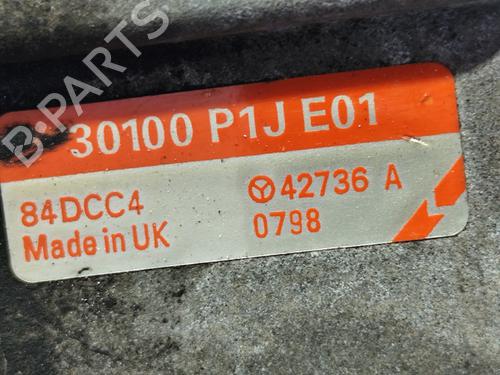 B-Parts
30100 P1J E01
84DCC4
42736 A
Made in UK
0798